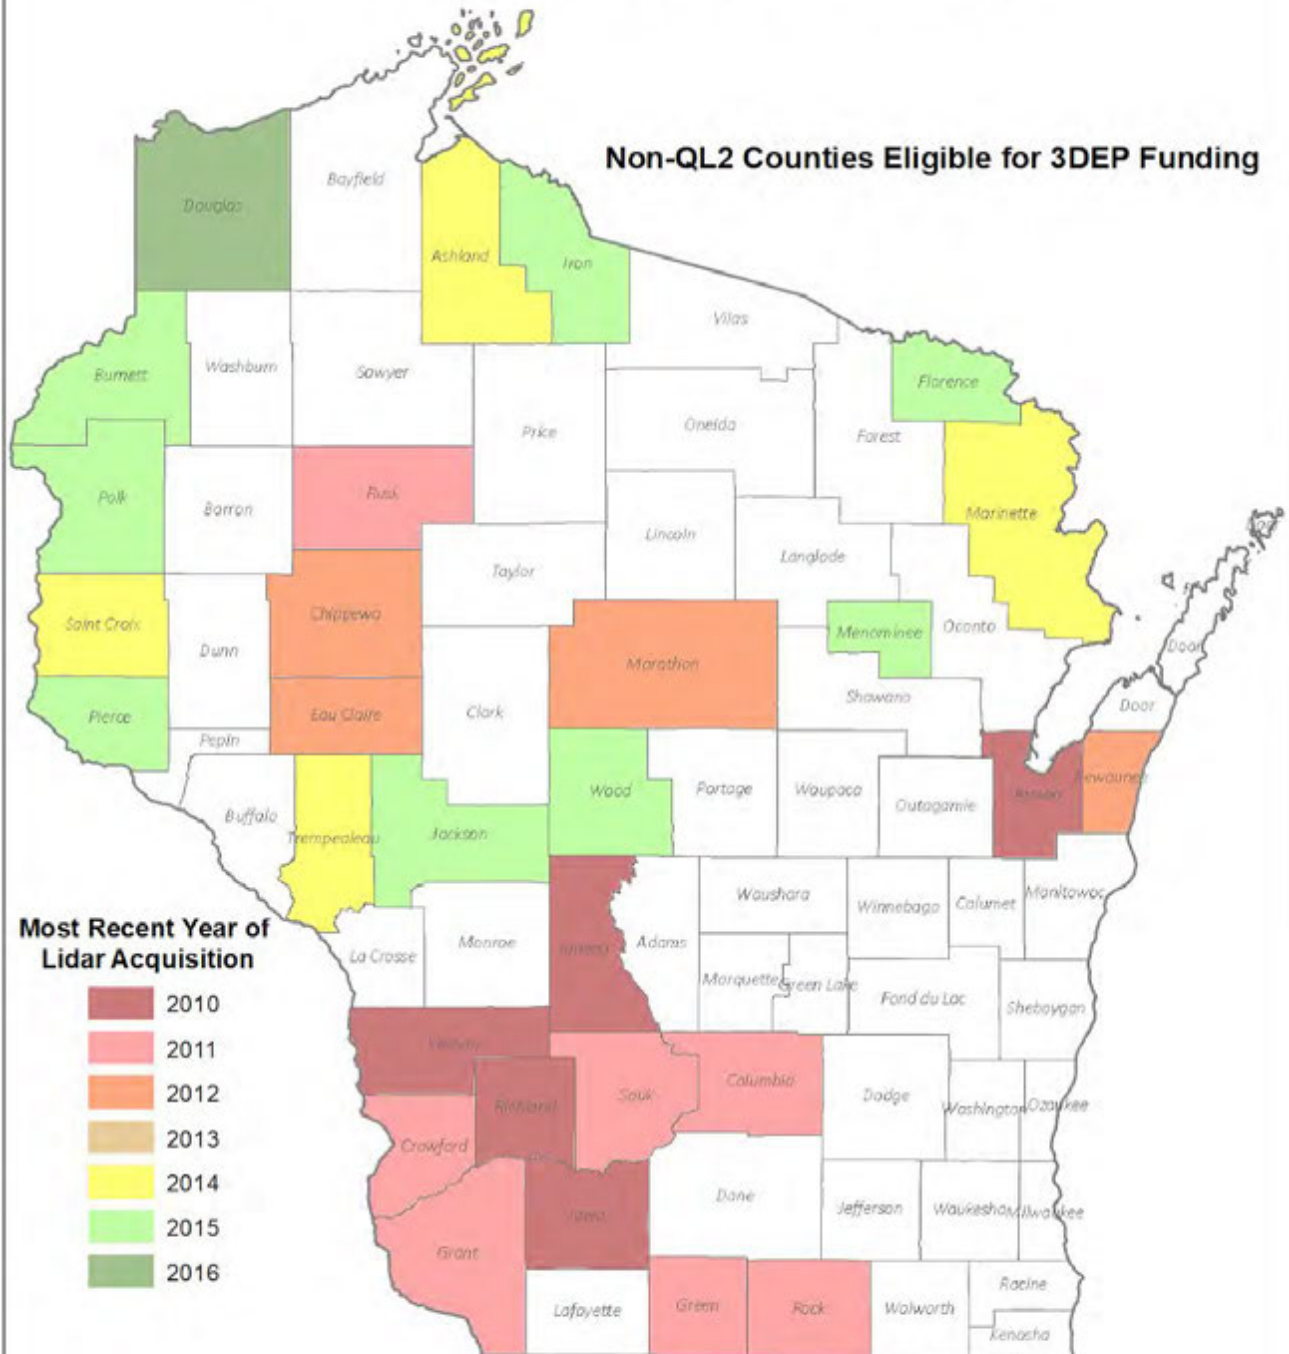 Non-QL2 Counties Eligible for 3DEP Funding
Douglas
Bayfield
Ashland
Iron
Vilas
Burnett
Washburn
Sawyer
Florence
Price
Oneida
Forest
Polk
Barron
Rusk
Marinette
Lincoln
Langlade
Taylor
Saint Croix
Chippewa
Menominee
Oconto
Dunn
Marathon
Door
Pierce
Eau Claire
Clark
Shawano
Door
Pepin
Wood
Portage
Waupaca
Outagamie
Kewaunee
Buffalo
Trempealeau
Jackson
Waushara
Winnebago
Calumet
Manitowoc
Monroe
Adams
La Crosse
Marquette
Green Lake
Fond du Lac
Sheboygan
Most Recent Year of
Lidar Acquisition
2010
2011
2012
2013
2014
2015
2016
Richland
Sauk
Columbia
Dodge
Washington
Ozaukee
Crawford
Dane
Jefferson
Waukesha
Milwaukee
Iowa
Grant
Lafayette
Green
Rock
Walworth
Racine
Kenosha